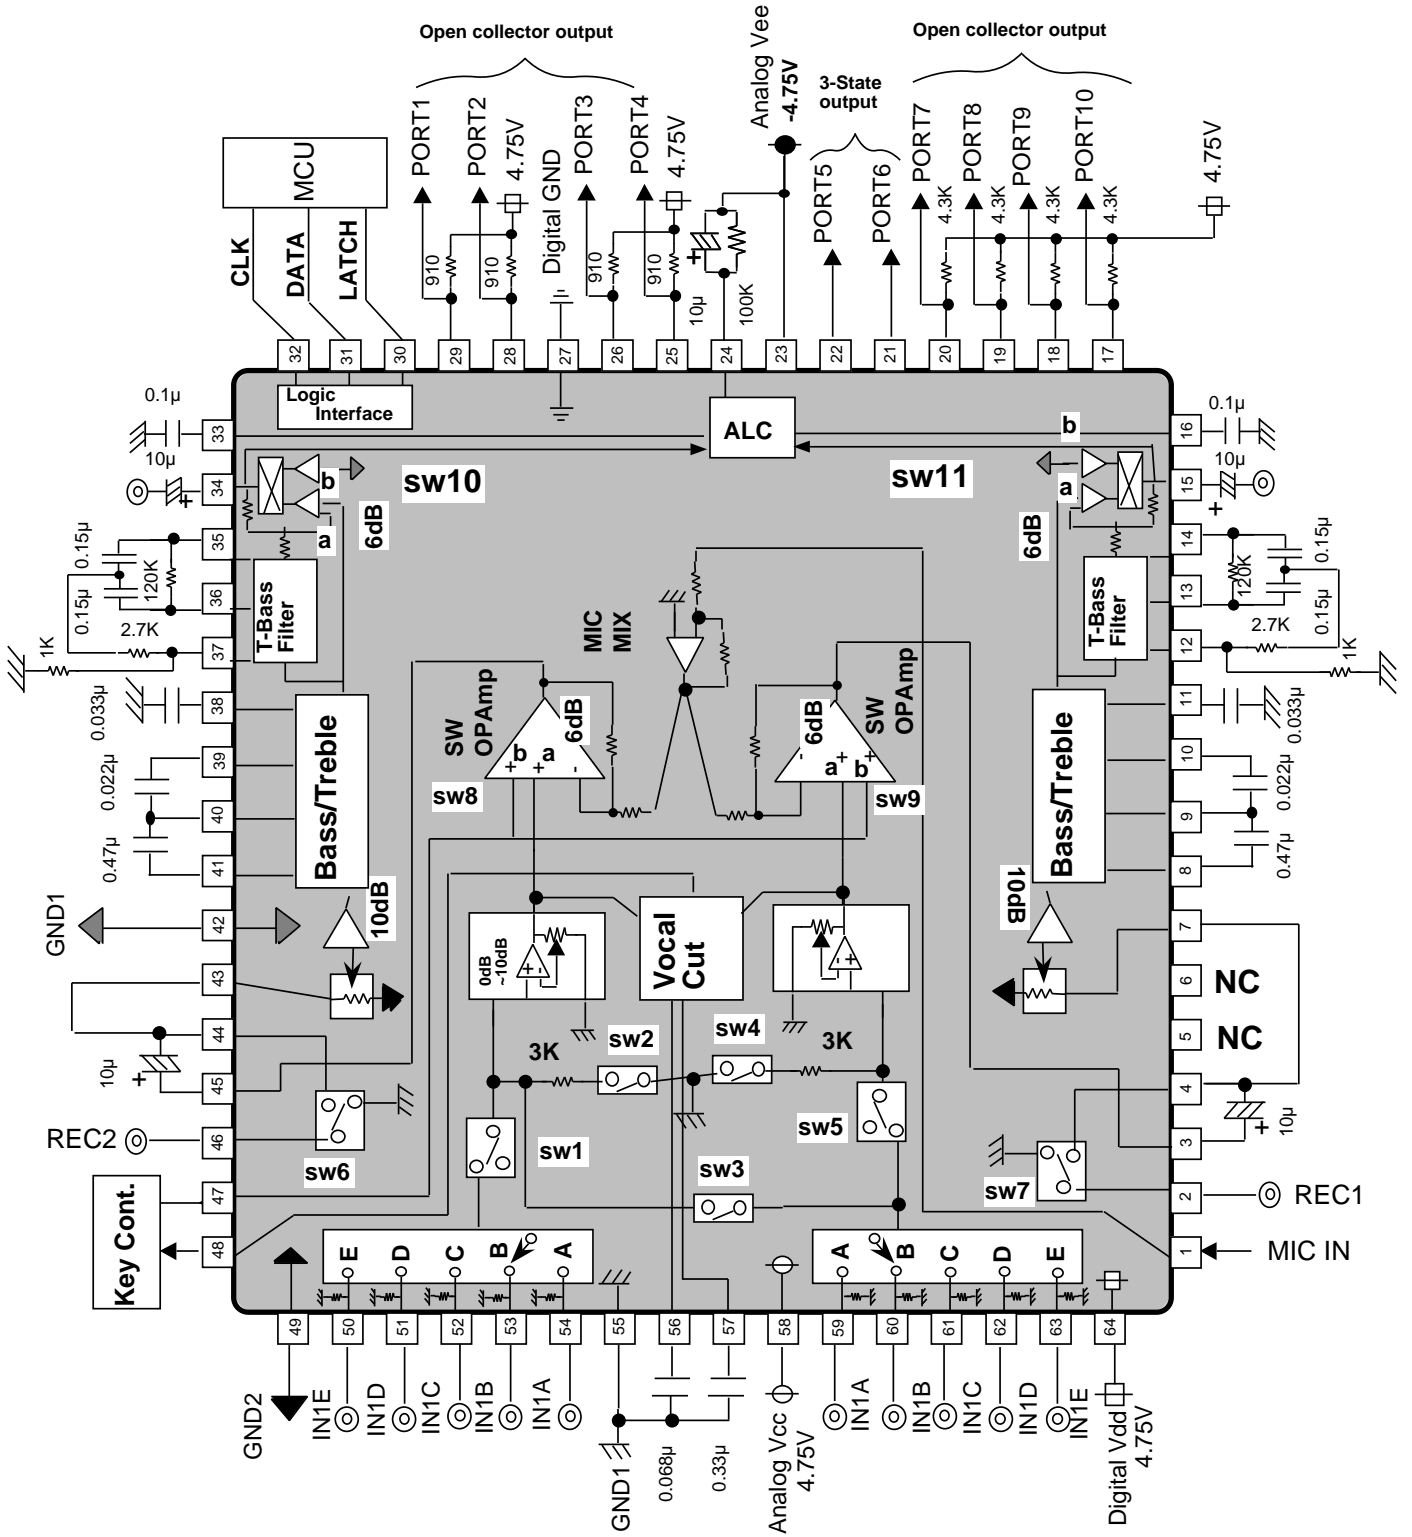 Open collector output
Open collector output
3-State
output
Analog Vee
-4.75V
PORT1
PORT2
4.75V
Digital GND
PORT3
PORT4
4.75V
PORT5
PORT6
PORT7
PORT8
PORT9
PORT10
4.75V
MCU
CLK
DATA
LATCH
910
910
910
910
10µ
+
100K
4.3K
4.3K
4.3K
4.3K
32
31
30
29
28
27
26
25
24
23
22
21
20
19
18
17
Logic
Interface
ALC
0.1µ
33
10µ
+
34
35
36
37
38
39
40
41
42
43
44
45
46
47
48
0.15µ
0.15µ
120K
2.7K
1K
0.033µ
0.022µ
0.47µ
GND1
10µ
+
REC2
Key Cont.
b
a
6dB
sw10
T-Bass
Filter
Bass/Treble
10dB
sw11
b
a
6dB
T-Bass
Filter
Bass/Treble
10dB
MIC
MIX
SW
OPAmp
6dB
b
a
+
+
-
sw8
SW
OPAmp
6dB
-
a
+
b
+
sw9
Vocal
Cut
0dB
~10dB
+
-
-
+
3K
sw2
sw4
3K
sw1
sw3
sw5
sw6
sw7
E
D
C
B
A
A
B
C
D
E
16
0.1µ
15
10µ
+
14
13
12
11
10
9
8
7
6
5
4
3
2
1
0.15µ
0.15µ
120K
2.7K
1K
0.033µ
0.022µ
0.47µ
NC
NC
10µ
+
REC1
MIC IN
49
50
51
52
53
54
55
56
57
58
59
60
61
62
63
64
GND2
IN1E
IN1D
IN1C
IN1B
IN1A
GND1
0.068µ
0.33µ
Analog Vcc
4.75V
IN1A
IN1B
IN1C
IN1D
IN1E
Digital Vdd
4.75V